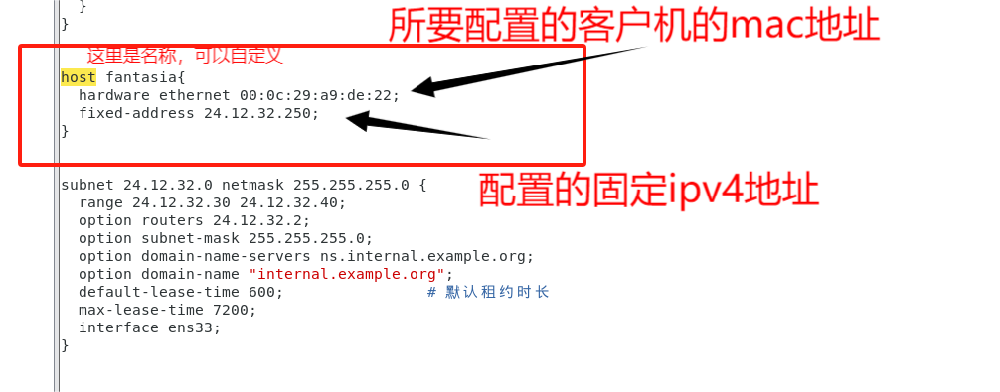 }
}
所要配置的客户机的mac地址
这里是名称，可以自定义
host fantasia{
hardware ethernet 00:0c:29:a9:de:22;
fixed-address 24.12.32.250;
}
配置的固定ipv4地址
subnet 24.12.32.0 netmask 255.255.255.0 {
range 24.12.32.30 24.12.32.40;
option routers 24.12.32.2;
option subnet-mask 255.255.255.0;
option domain-name-servers ns.internal.example.org;
option domain-name "internal.example.org";
default-lease-time 600; # 默认租约时长
max-lease-time 7200;
interface ens33;
}